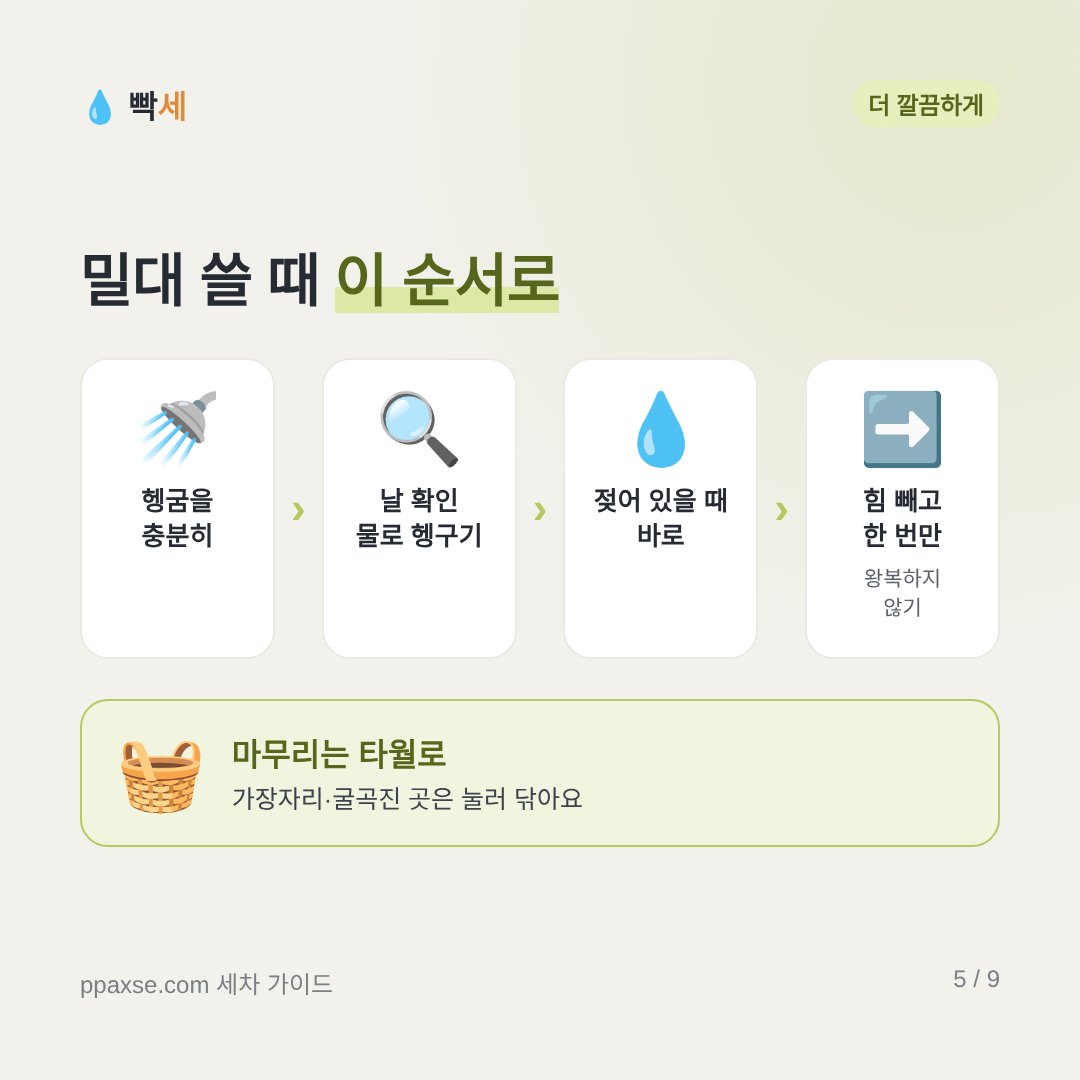 빡세
더 깔끔하게
밀대 쓸 때 이 순서로
헹굼을
충분히
›
날 확인
물로 헹구기
›
젖어 있을 때
바로
›
힘 빼고
한 번만
왕복하지
않기
마무리는 타월로
가장자리·굴곡진 곳은 눌러 닦아요
ppaxse.com 세차 가이드
5 / 9